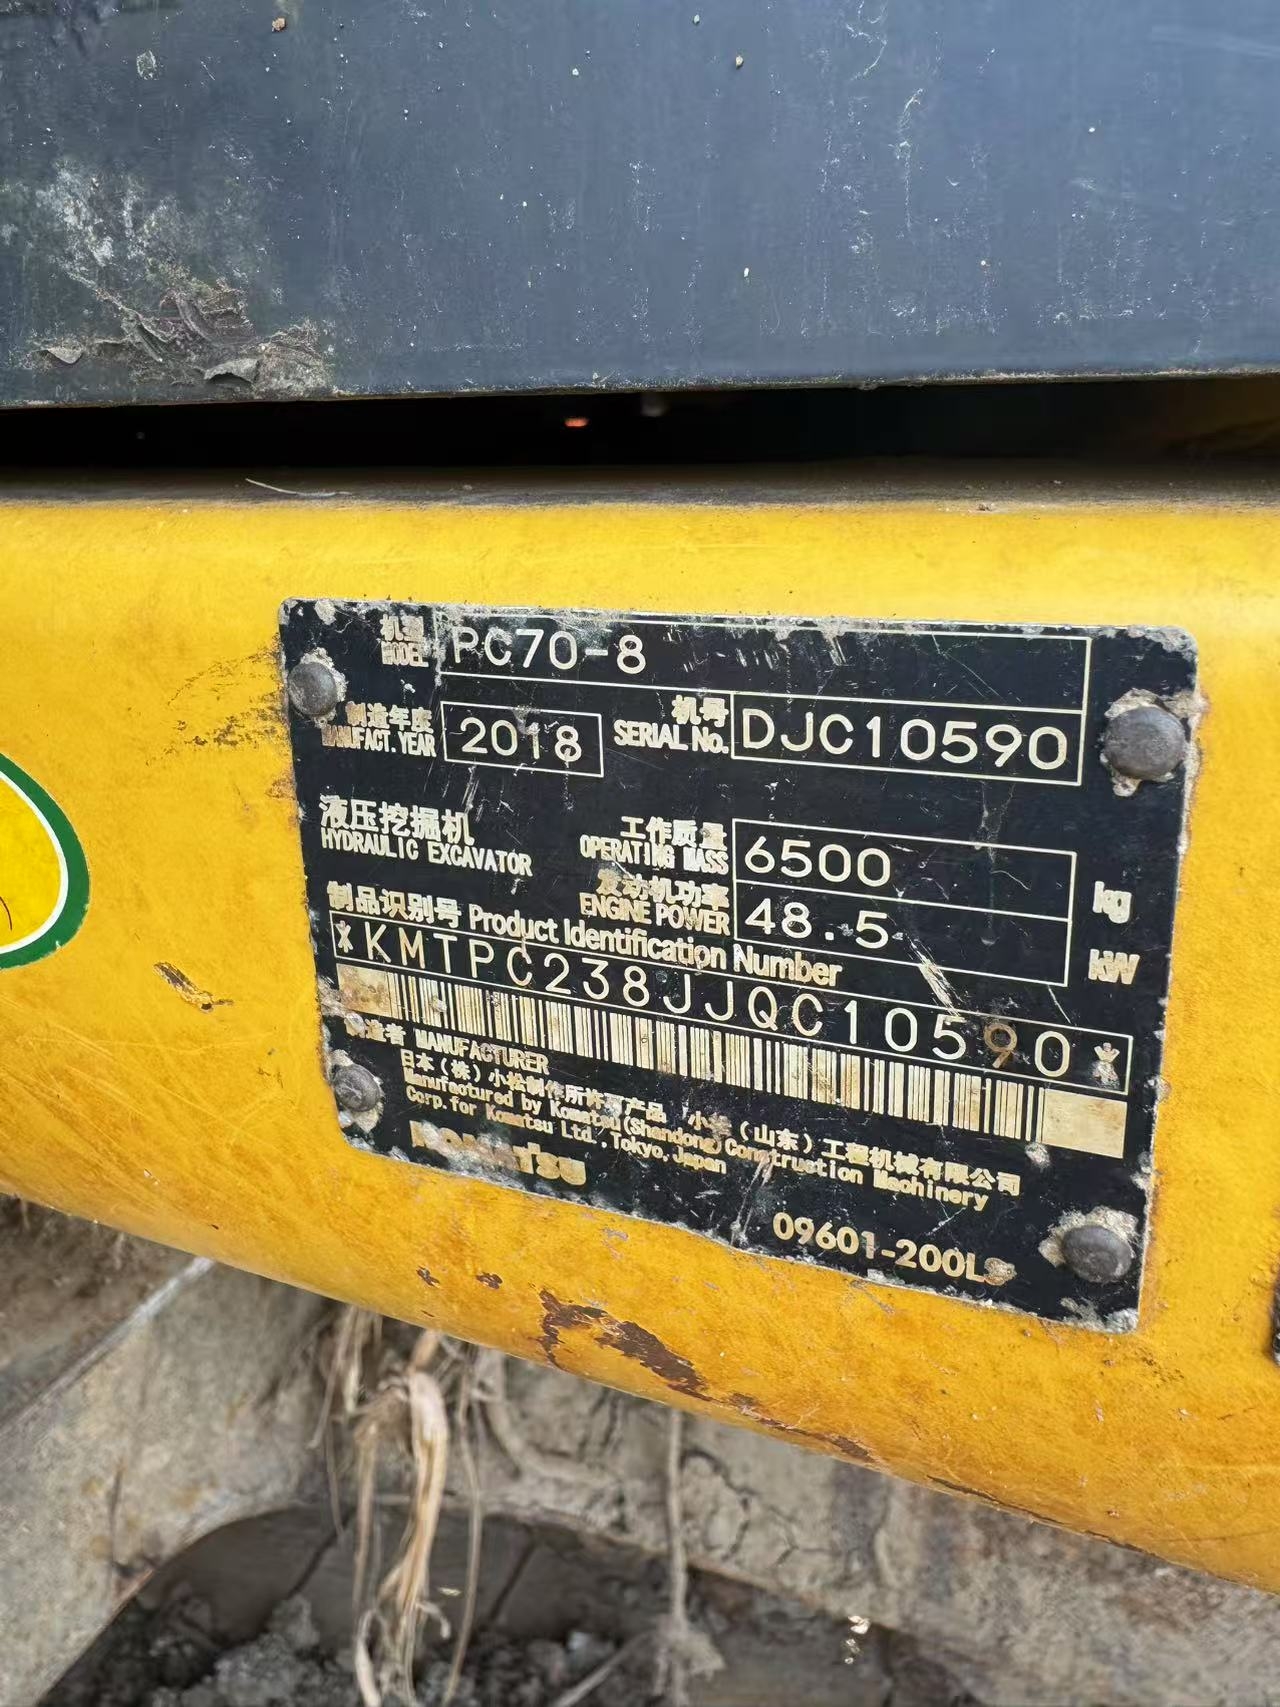 机型 PC70-8
MODEL
制造年度 2018 机号 DJC10590
MANUFACT. YEAR SERIAL No.
液压挖掘机 工作质量 6500 kg
HYDRAULIC EXCAVATOR OPERATING MASS
发动机功率 48.5 kW
ENGINE POWER
制品识别号 Product Identification Number
*KMTPC238JJQC10590*
制造者 MANUFACTURER
日本(株)小松制作所许可产品 小松(山东)工程机械有限公司
Manufactured by Komatsu(Shandong)Construction Machinery
Corp. for Komatsu Ltd., Tokyo, Japan
KOMATSU
09601-200LS